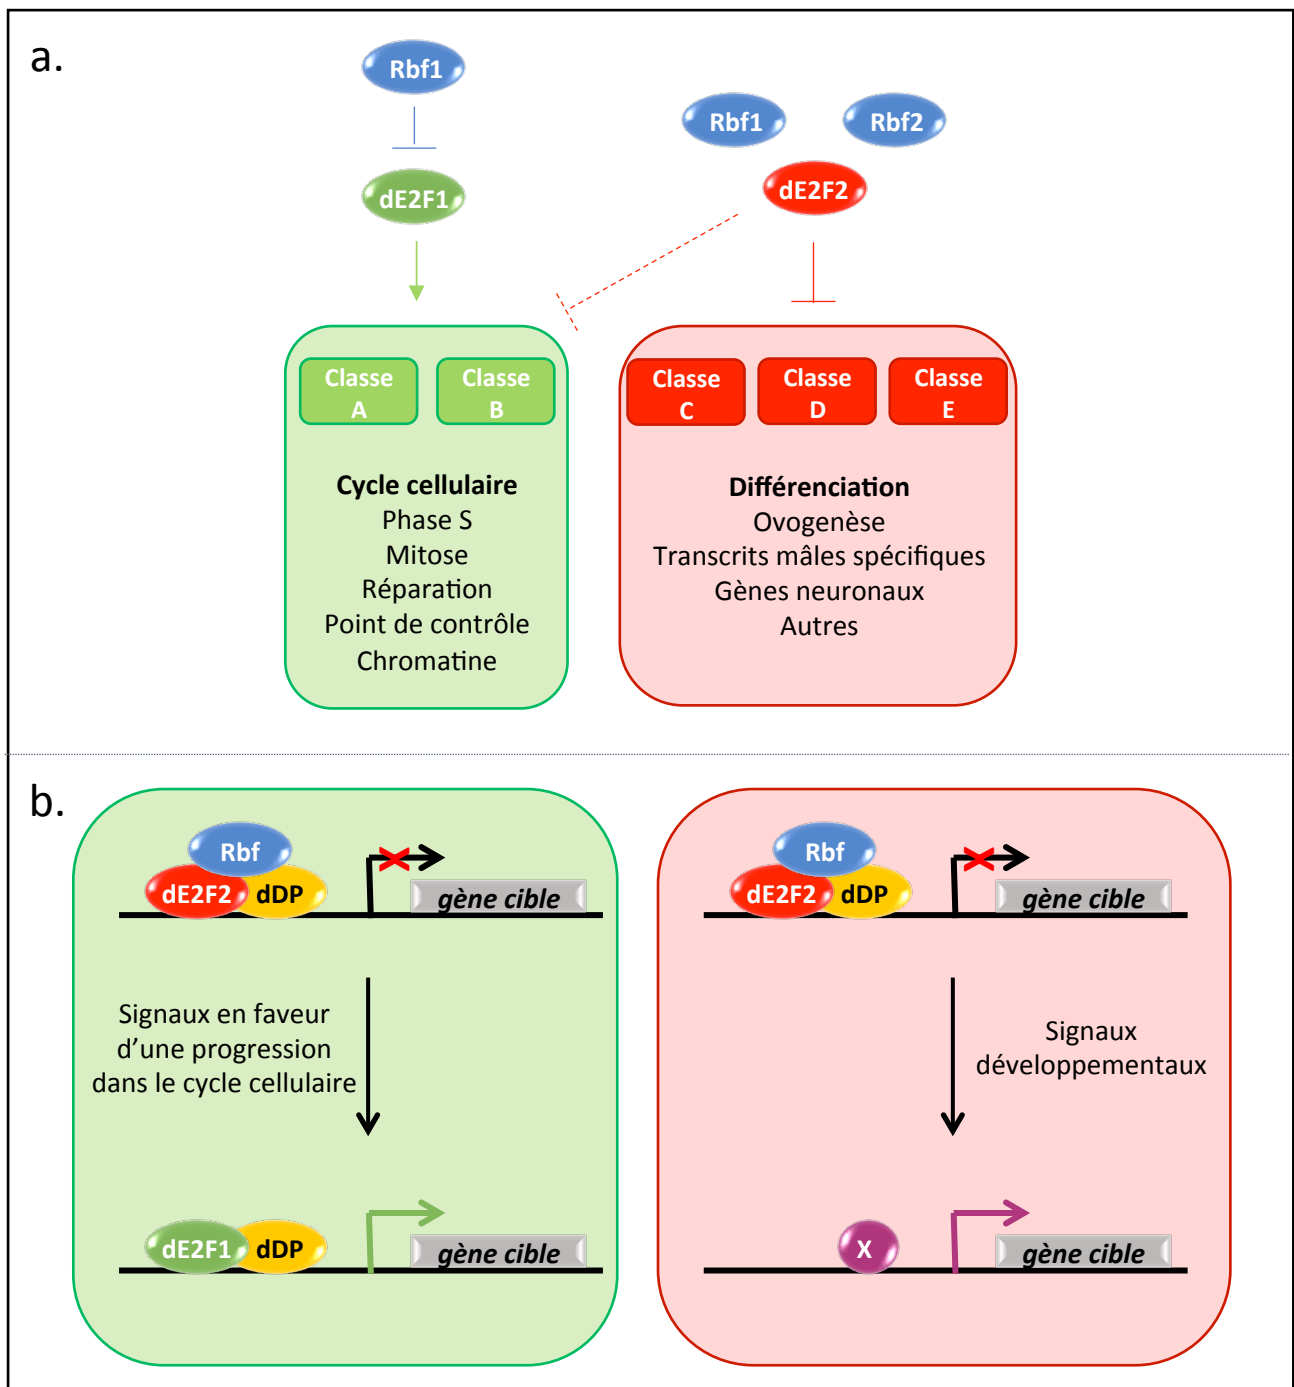 a.
Rbf1
dE2F1
Rbf1
Rbf2
dE2F2
Classe
A
Classe
B
Cycle cellulaire
Phase S
Mitose
Réparation
Point de contrôle
Chromatine
Classe
C
Classe
D
Classe
E
Différenciation
Ovogenèse
Transcrits mâles spécifiques
Gènes neuronaux
Autres
b.
Rbf
dE2F2
dDP
gène cible
Signaux en faveur
d’une progression
dans le cycle cellulaire
dE2F1
dDP
gène cible
Rbf
dE2F2
dDP
gène cible
Signaux
développementaux
X
gène cible